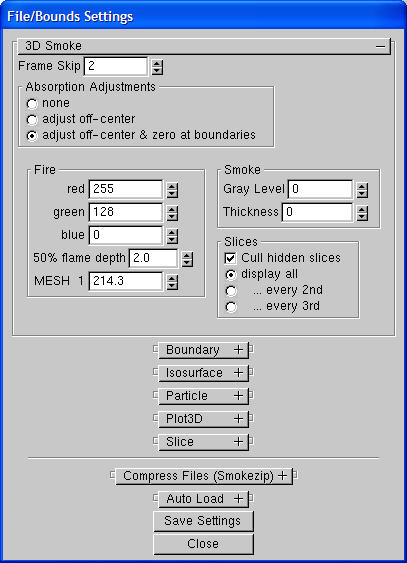 File/Bounds Settings
3D Smoke −
Frame Skip 2
Absorption Adjustments
none
adjust off-center
adjust off-center & zero at boundaries
Fire
red 255
green 128
blue 0
50% flame depth 2.0
MESH 1 214.3
Smoke
Gray Level 0
Thickness 0
Slices
Cull hidden slices
display all
... every 2nd
... every 3rd
Boundary +
Isosurface +
Particle +
Plot3D +
Slice +
Compress Files (Smokezip) +
Auto Load +
Save Settings
Close